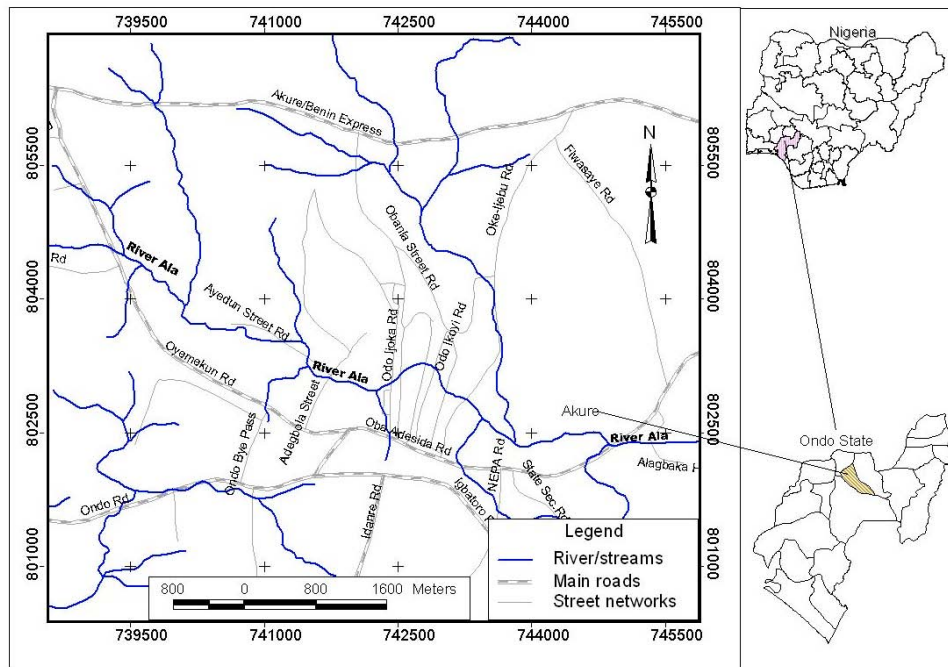 739500 741000 742500 744000 745500
Nigeria
Akure/Benin Express
N
805500
805500
Fiwasaye Rd
Oke-Ijebu Rd
Obanla Street Rd
River Ala
Rd
804000
804000
Ayedun Street Rd
Odo Ijoka Rd
Odo Ikoyi Rd
Oyemekun Rd
River Ala
Adegbola Street
Akure
802500
802500
Ondo Bye Pass
Oba Adesida Rd
River Ala
Ondo State
NEPA Rd
State Sec. Rd
Alagbaka H
Ondo Rd
Idanre Rd
Legend
River/streams
Main roads
Street networks
801000
801000
800 0 800 1600 Meters
739500 741000 742500 744000 745500